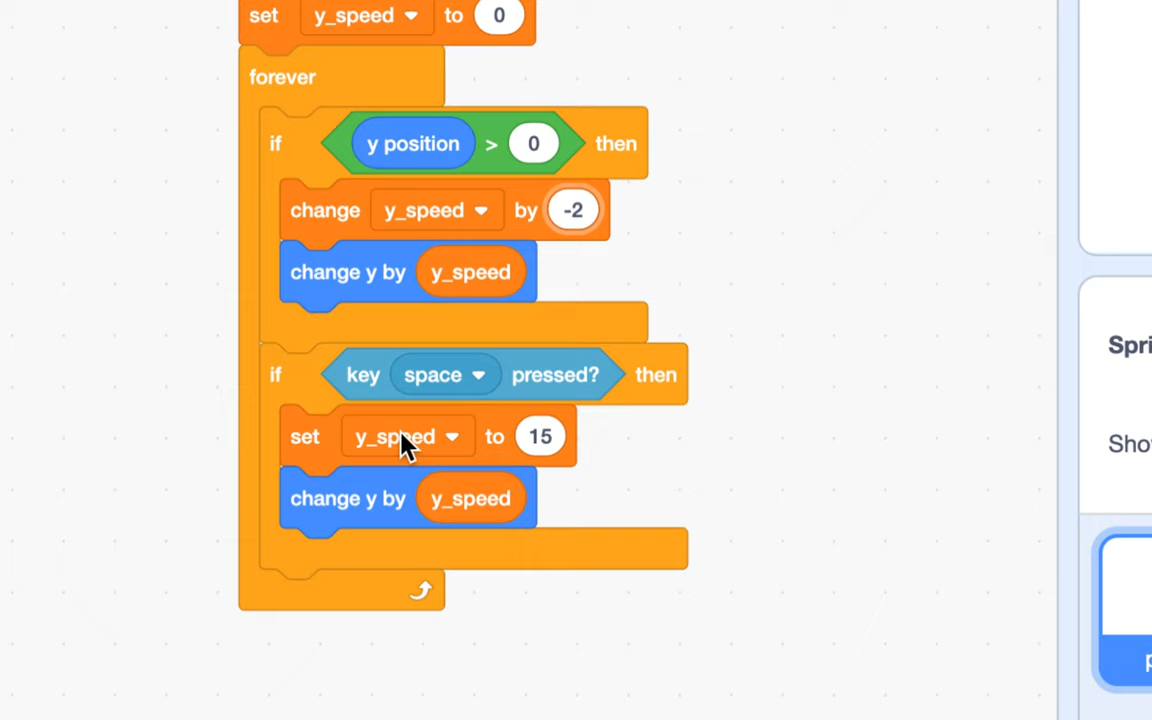 set y_speed to 0
forever
if y position > 0 then
change y_speed by -2
change y by y_speed
if key space pressed? then
set y_speed to 15
change y by y_speed
Spri
Sho
p